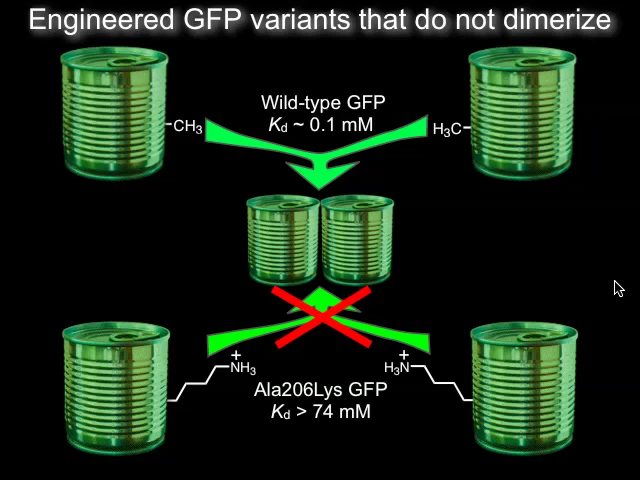 Engineered GFP variants that do not dimerize
Wild-type GFP
Kd ~ 0.1 mM
CH3
H3C
+
NH3
+
H3N
Ala206Lys GFP
Kd > 74 mM